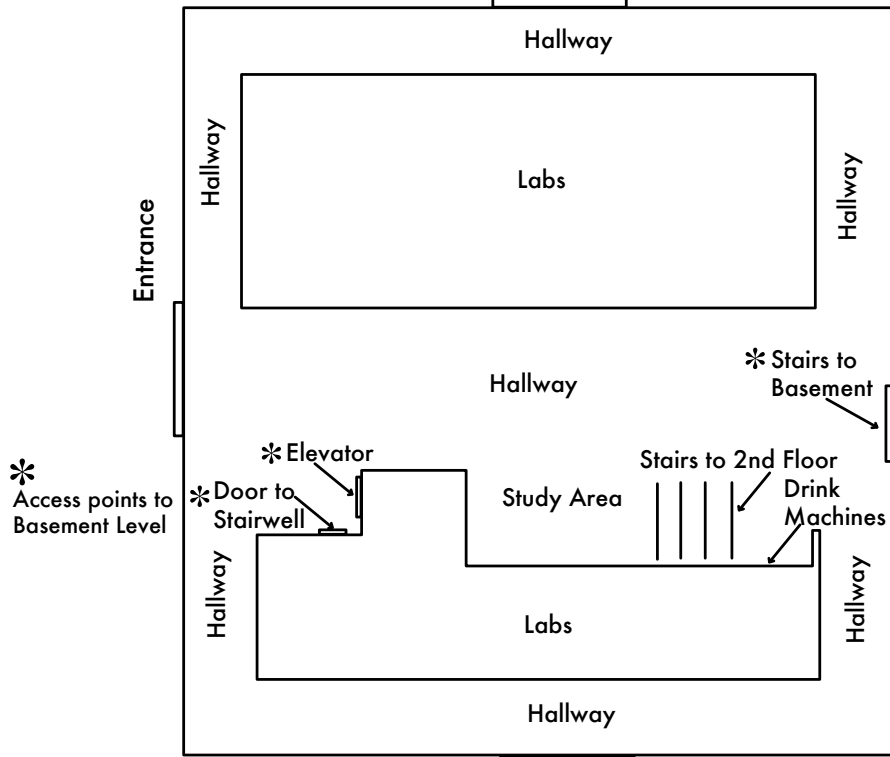 Hallway
Hallway
Labs
Hallway
Entrance
* Stairs to
Basement
Hallway
* Elevator
Stairs to 2nd Floor
*
Access points to
Basement Level
* Door to
Stairwell
Study Area
Drink
Machines
Hallway
Labs
Hallway
Hallway